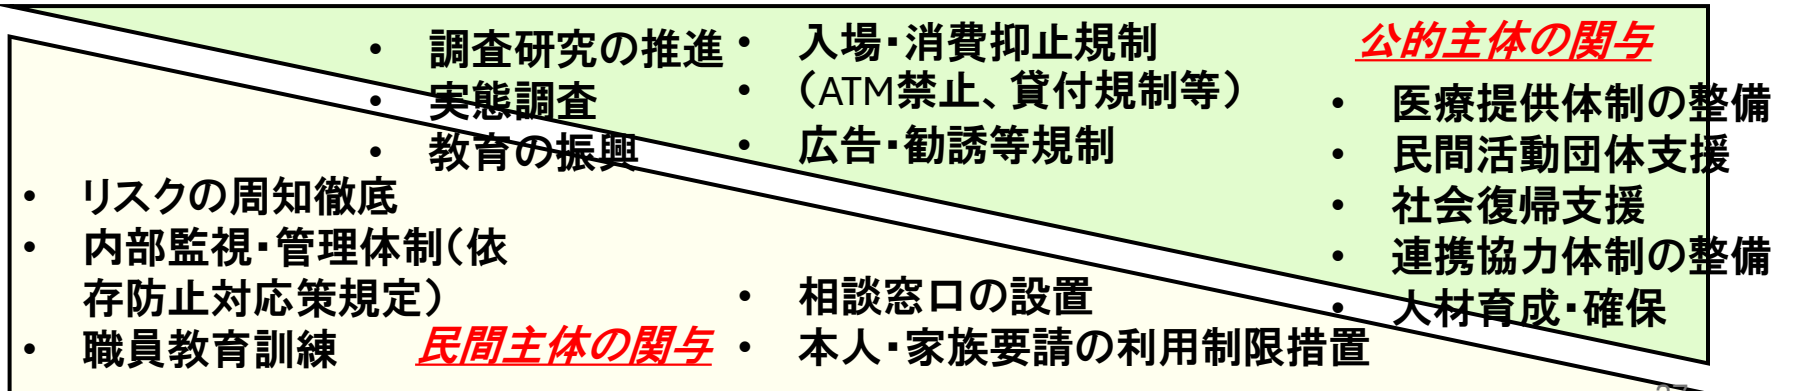 • 調査研究の推進
• 実態調査
• 教育の振興
• リスクの周知徹底
• 内部監視・管理体制（依
存防止対応策規定）
• 職員教育訓練
民間主体の関与
• 入場・消費抑止規制
• （ATM禁止、貸付規制等）
• 広告・勧誘等規制
• 相談窓口の設置
• 本人・家族要請の利用制限措置
公的主体の関与
• 医療提供体制の整備
• 民間活動団体支援
• 社会復帰支援
• 連携協力体制の整備
• 人材育成・確保